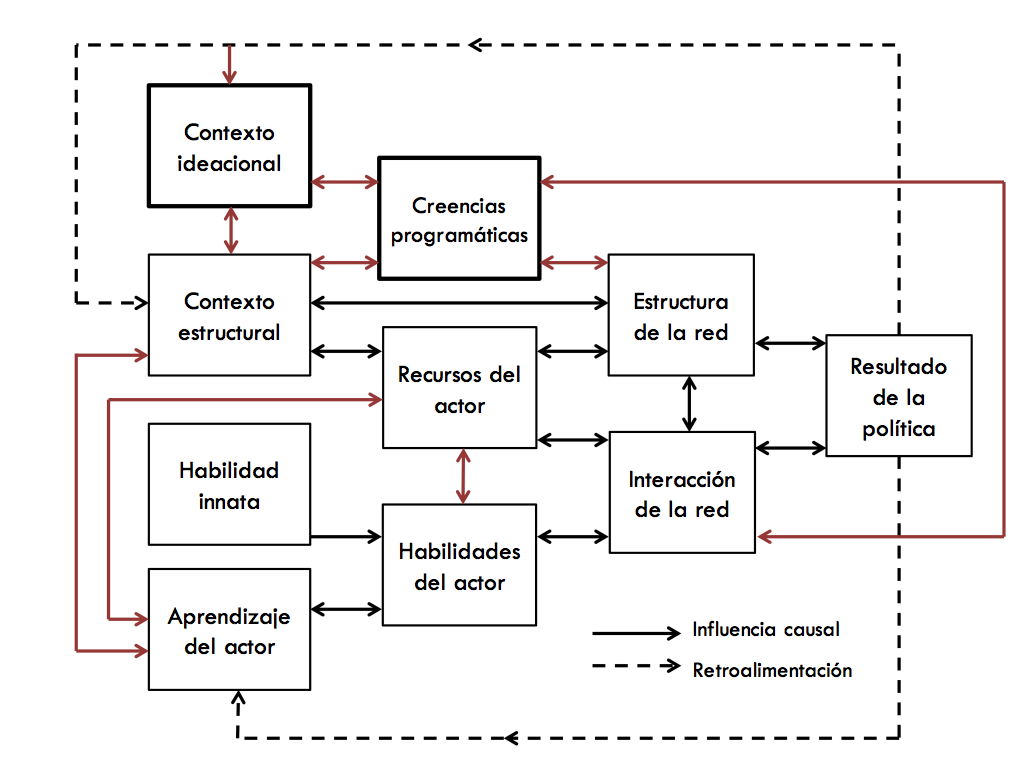 Contexto
ideacional
Creencias
programáticas
Contexto
estructural
Estructura
de la red
Recursos del
actor
Resultado
de la
política
Habilidad
innata
Interacción
de la red
Habilidades
del actor
Aprendizaje
del actor
Influencia causal
Retroalimentación